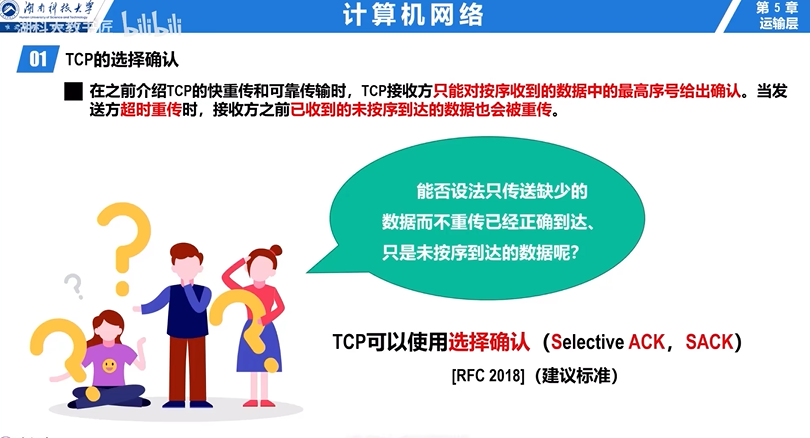 湖南科技大学
Hunan University of Science and Technology
湖科大教书匠 bilibili
计算机网络
第 5 章
运输层
01 TCP的选择确认
在之前介绍TCP的快重传和可靠传输时，TCP接收方只能对按序收到的数据中的最高序号给出确认。当发
送方超时重传时，接收方之前已收到的未按序到达的数据也会被重传。
能否设法只传送缺少的
数据而不重传已经正确到达、
只是未按序到达的数据呢？
TCP可以使用选择确认（Selective ACK，SACK）
[RFC 2018]（建议标准）